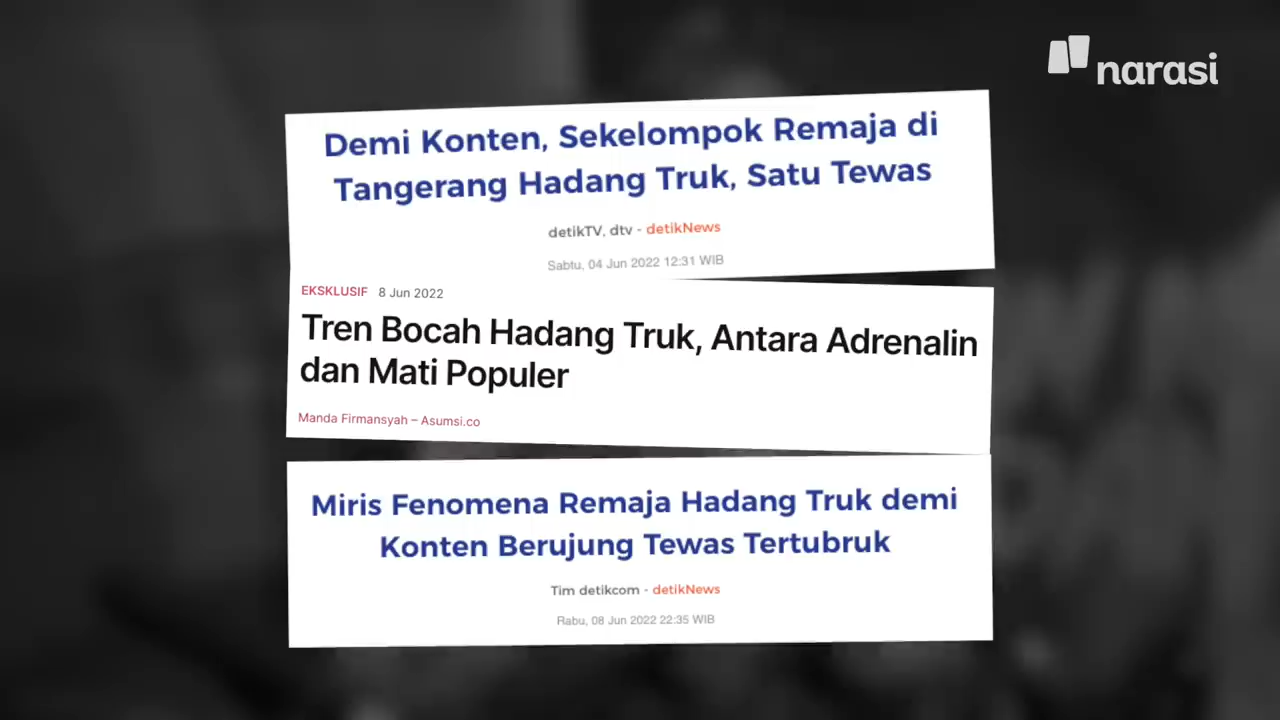 narasi
Demi Konten, Sekelompok Remaja di
Tangerang Hadang Truk, Satu Tewas
detikTV, dtv - detikNews
Sabtu, 04 Jun 2022 12:31 WIB
EKSKLUSIF 8 Jun 2022
Tren Bocah Hadang Truk, Antara Adrenalin
dan Mati Populer
Manda Firmansyah – Asumsi.co
Miris Fenomena Remaja Hadang Truk demi
Konten Berujung Tewas Tertubruk
Tim detikcom - detikNews
Rabu, 08 Jun 2022 22:35 WIB